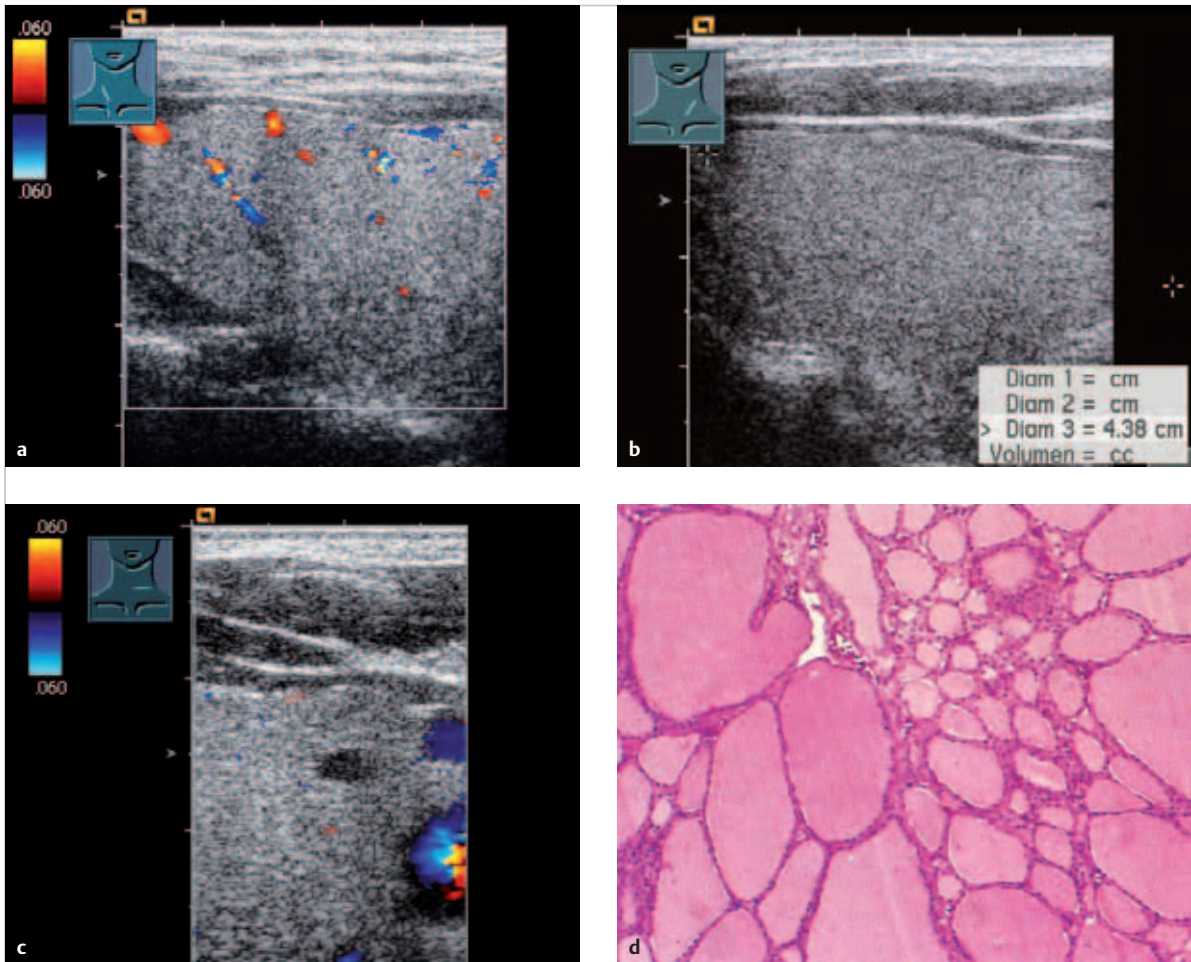 .060
.060
a
Diam 1 = cm
Diam 2 = cm
> Diam 3 = 4.38 cm
Volumen = cc
b
.060
.060
c
d